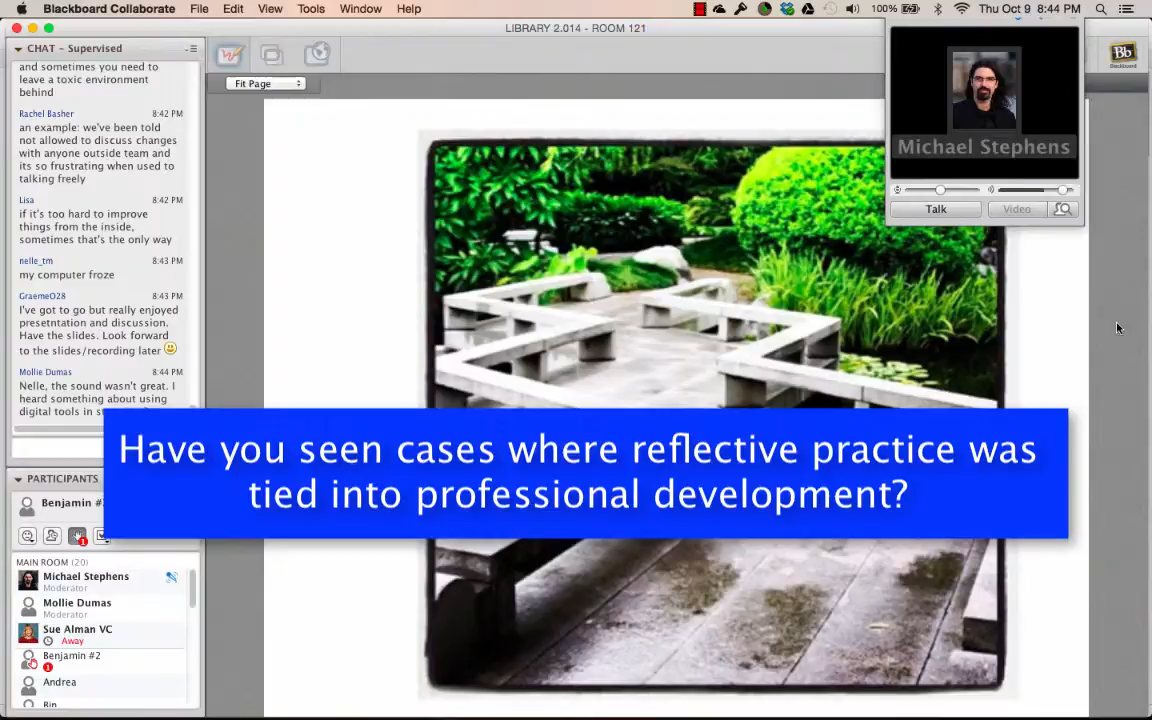 Blackboard Collaborate File Edit View Tools Window Help 100% Thu Oct 9 8:44 PM
LIBRARY 2.014 - ROOM 121
CHAT - Supervised
and sometimes you need
to leave a toxic environment
behind
Rachel Basher 8:42 PM
an example: we've been told
not allowed to discuss changes
with anyone outside team and
its so frustrating when used to
talking freely
Lisa 8:42 PM
if it's too hard to improve
things from the inside,
sometimes that's the only way
nelle_tm 8:43 PM
my computer froze
GraemeO28 8:43 PM
I've got to go but really enjoyed
presetntation and discussion.
Have the slides. Look forward
to the slides/recording later
Mollie Dumas 8:44 PM
Nelle, the sound wasn't great. I
heard something about using
digital tools in
PARTICIPANTS
Benjamin
1
MAIN ROOM (20)
Michael Stephens
Moderator
Mollie Dumas
Moderator
Sue Alman VC
Away
Benjamin #2
1
Andrea
Bin
Fit Page
Bb
Blackboard
Michael Stephens
Talk Video
Have you seen cases where reflective practice was
tied into professional development?